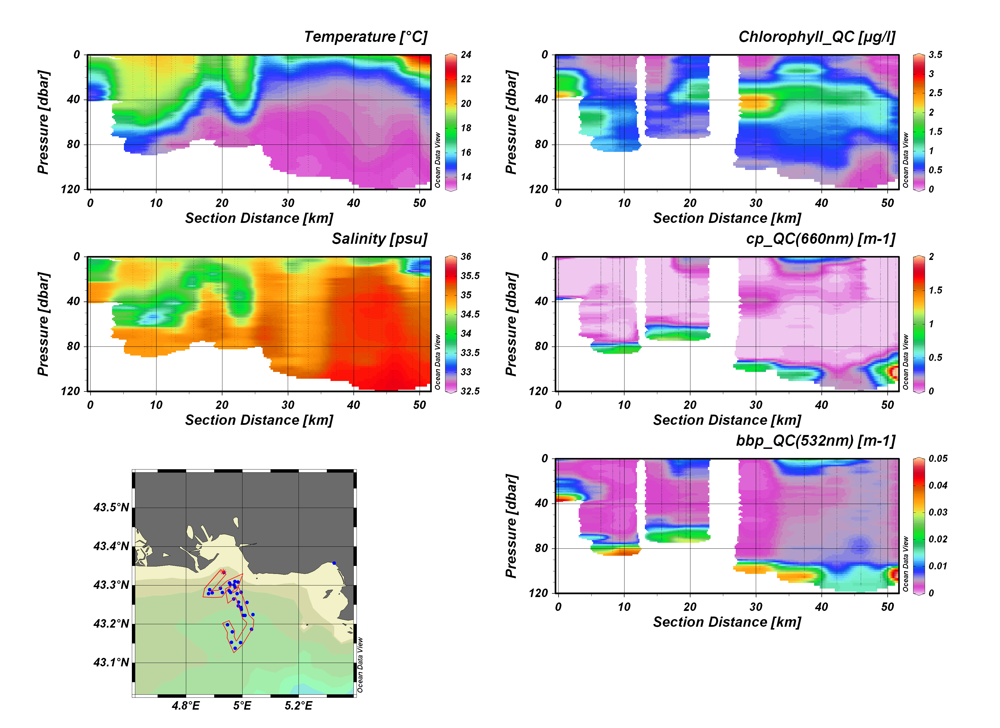 Temperature [°C]
Pressure [dbar]
0
40
80
120
0 10 20 30 40 50
Section Distance [km]
24
22
20
18
16
14
Ocean Data View
Chlorophyll_QC [µg/l]
Pressure [dbar]
0
40
80
120
0 10 20 30 40 50
Section Distance [km]
3.5
3
2.5
2
1.5
1
0.5
0
Ocean Data View
Salinity [psu]
Pressure [dbar]
0
40
80
120
0 10 20 30 40 50
Section Distance [km]
36
35.5
35
34.5
34
33.5
33
32.5
Ocean Data View
cp_QC(660nm) [m-1]
Pressure [dbar]
0
40
80
120
0 10 20 30 40 50
Section Distance [km]
2
1.5
1
0.5
0
Ocean Data View
43.5°N
43.4°N
43.3°N
43.2°N
43.1°N
4.8°E 5°E 5.2°E
Ocean Data View
bbp_QC(532nm) [m-1]
Pressure [dbar]
0
40
80
120
0 10 20 30 40 50
Section Distance [km]
0.05
0.04
0.03
0.02
0.01
0
Ocean Data View